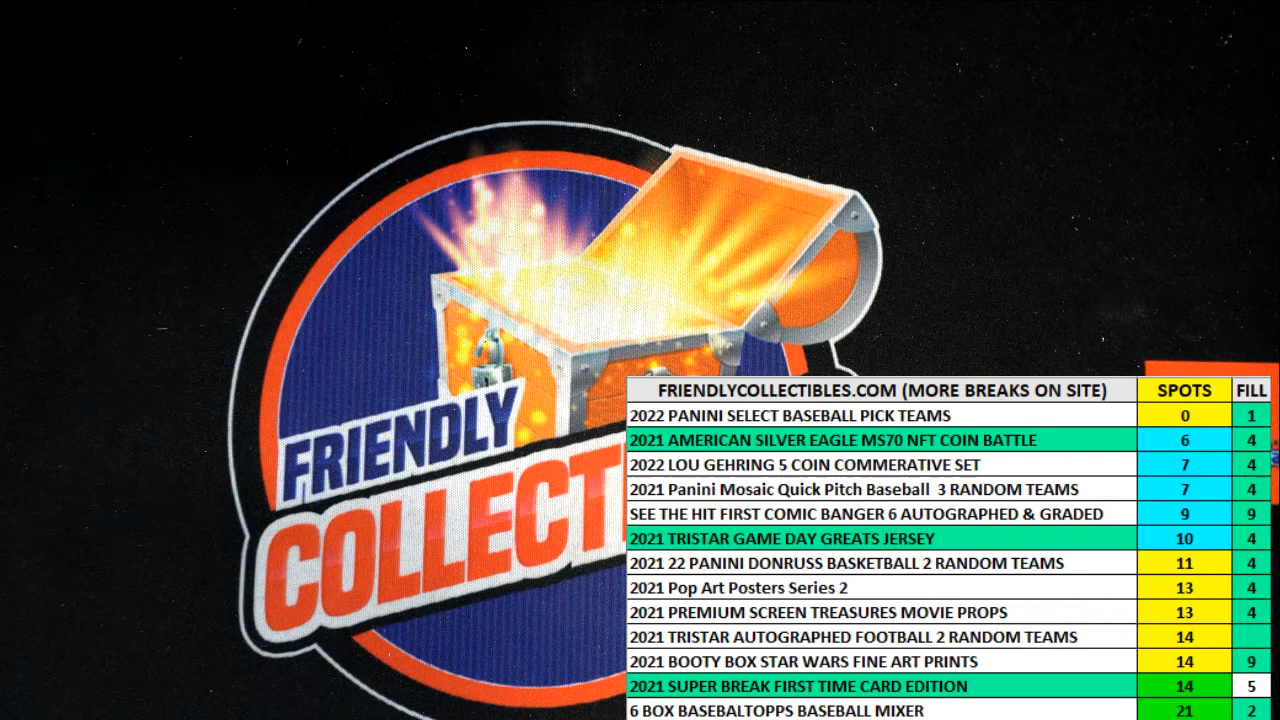 FRIENDLY
COLLECTI
FRIENDLYCOLLECTIBLES.COM (MORE BREAKS ON SITE) SPOTS FILL
2022 PANINI SELECT BASEBALL PICK TEAMS 0 1
2021 AMERICAN SILVER EAGLE MS70 NFT COIN BATTLE 6 4
2022 LOU GEHRING 5 COIN COMMERATIVE SET 7 4
2021 Panini Mosaic Quick Pitch Baseball 3 RANDOM TEAMS 7 4
SEE THE HIT FIRST COMIC BANGER 6 AUTOGRAPHED & GRADED 9 9
2021 TRISTAR GAME DAY GREATS JERSEY 10 4
2021 22 PANINI DONRUSS BASKETBALL 2 RANDOM TEAMS 11 4
2021 Pop Art Posters Series 2 13 4
2021 PREMIUM SCREEN TREASURES MOVIE PROPS 13 4
2021 TRISTAR AUTOGRAPHED FOOTBALL 2 RANDOM TEAMS 14
2021 BOOTY BOX STAR WARS FINE ART PRINTS 14 9
2021 SUPER BREAK FIRST TIME CARD EDITION 14 5
6 BOX BASEBALTOPPS BASEBALL MIXER 21 2